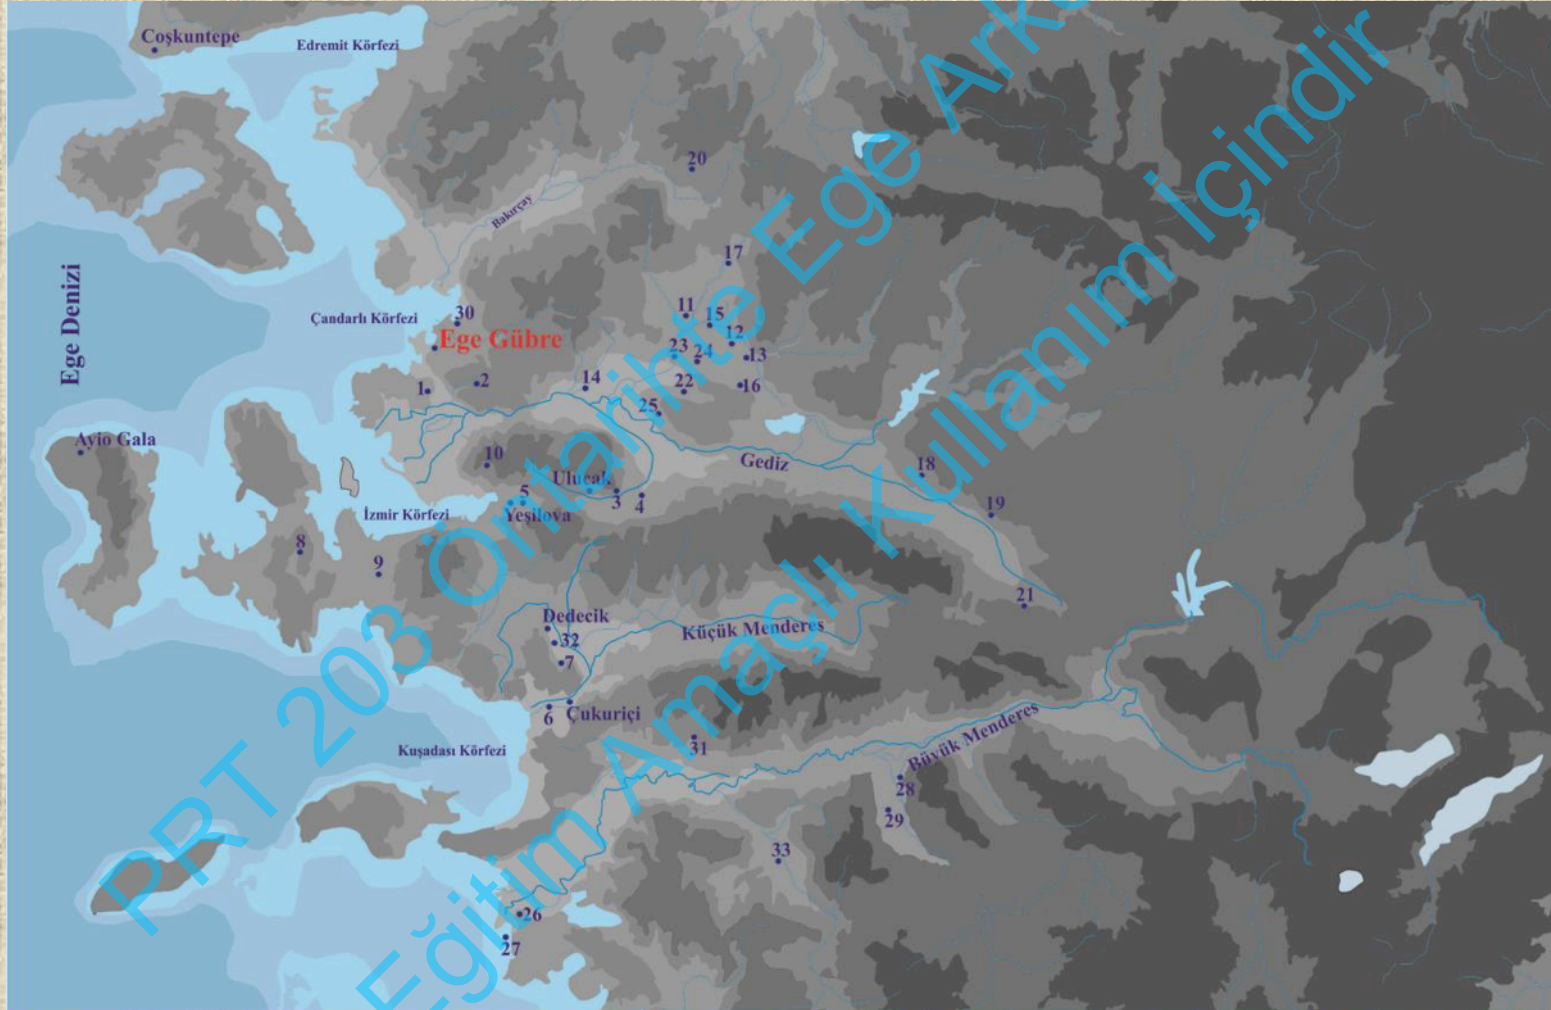 Coşkuntepe
Edremit Körfezi
20
Bakırçay
17
Ege Denizi
Çandarlı Körfezi
30
11
15
Ege Gübre
12
23
24
13
14
1
2
22
16
25
Ayio Gala
10
Gediz
18
Ulucak
5
3
4
19
İzmir Körfezi
Yeşilova
8
9
21
Dedecik
32
Küçük Menderes
7
6
Çukuriçi
Kuşadası Körfezi
31
Büyük Menderes
28
29
33
26
27
PRT 203 Öntarihte Ege
Eğitim Amaçlı Kullanım İçindir